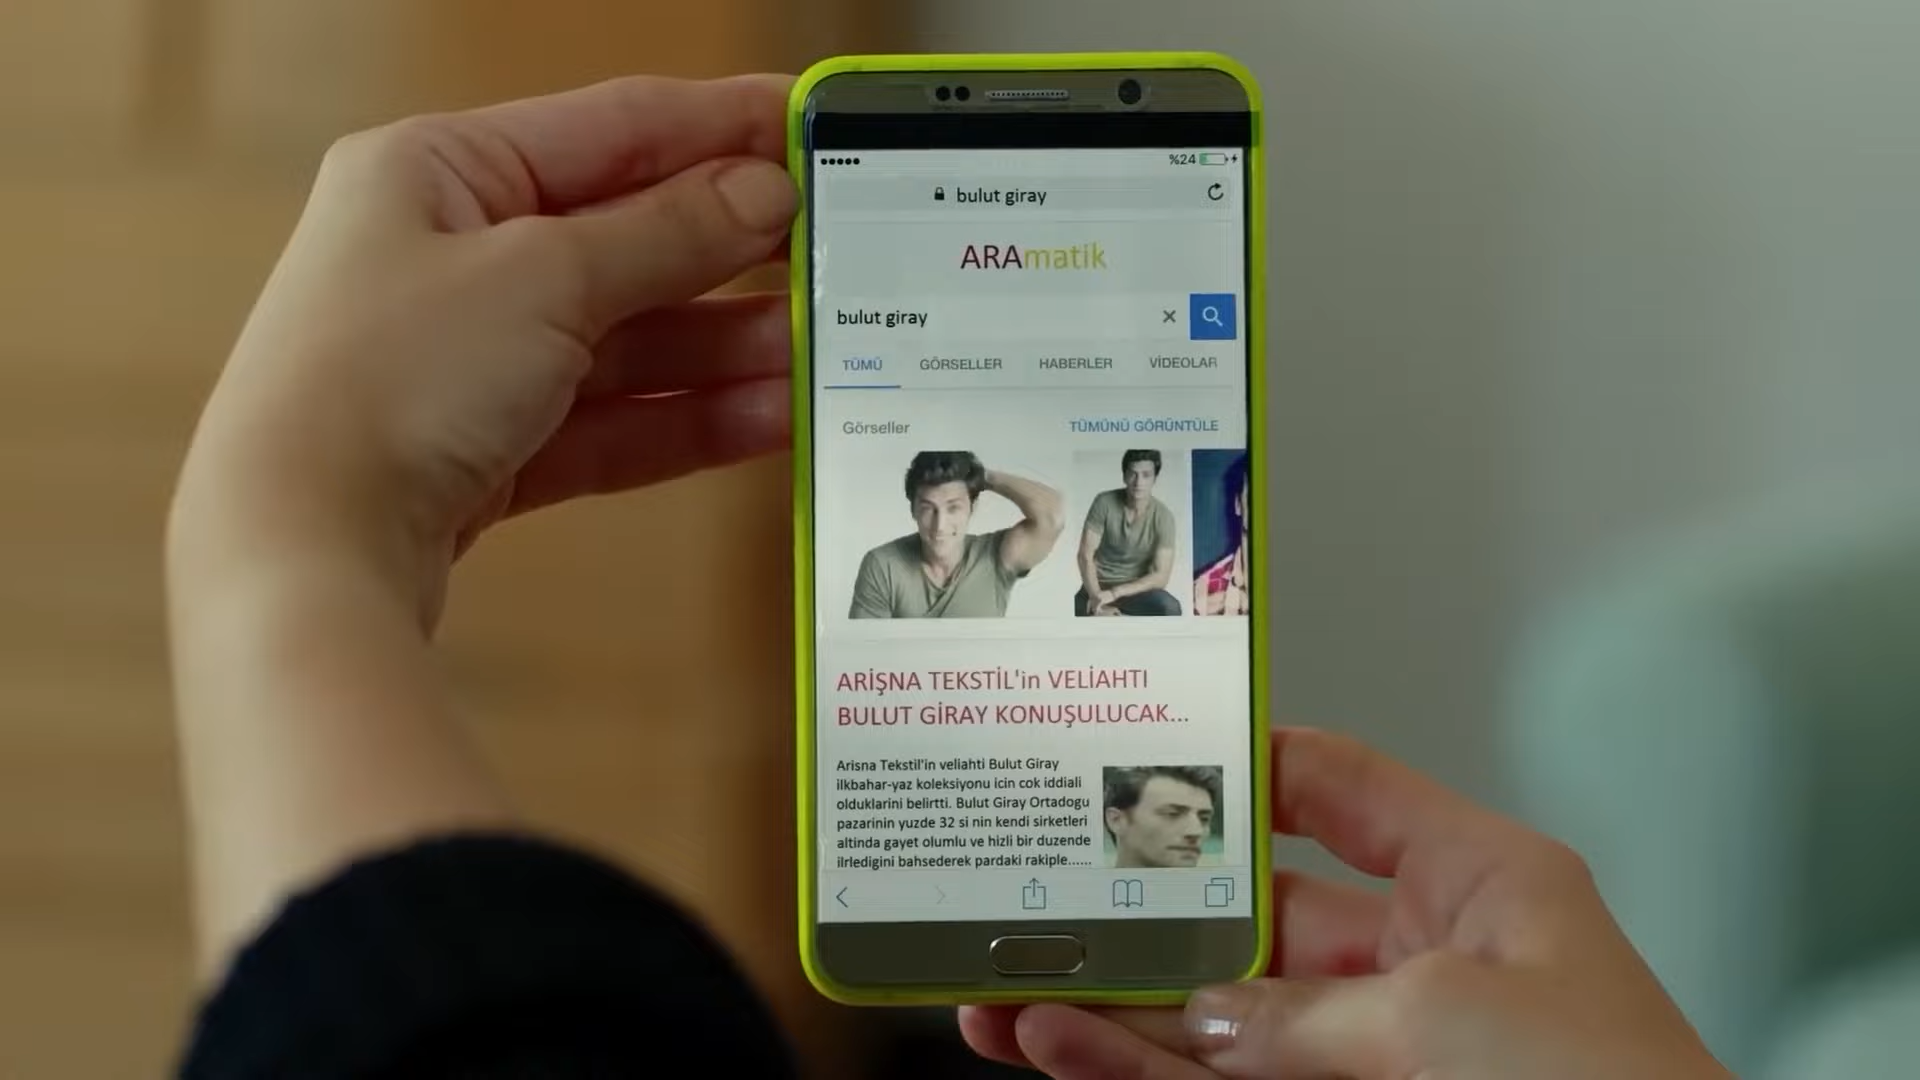 %24
bulut giray
ARAmatik
bulut giray
TÜMÜ GÖRSELLER HABERLER VİDEOLAR
Görseller TÜMÜNÜ GÖRÜNTÜLE
ARİŞNA TEKSTİL'in VELİAHTI
BULUT GİRAY KONUŞULUCAK...
Arisna Tekstil'in veliahti Bulut Giray
ilkbahar-yaz koleksiyonu icin cok iddiali
olduklarini belirtti. Bulut Giray Ortadogu
pazarinin yuzde 32 si nin kendi sirketleri
altinda gayet olumlu ve hizli bir duzende
ilrledigini bahsederek pardaki rakiple......